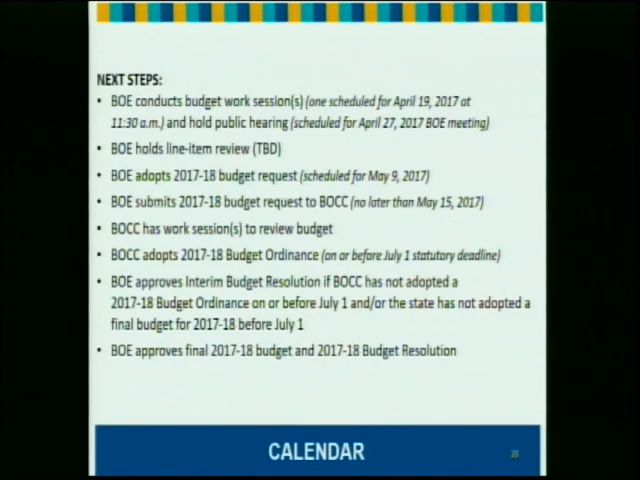 NEXT STEPS:
• BOE conducts budget work session(s) (one scheduled for April 19, 2017 at
11:30 a.m.) and hold public hearing (scheduled for April 27, 2017 BOE meeting)
• BOE holds line-item review (TBD)
• BOE adopts 2017-18 budget request (scheduled for May 9, 2017)
• BOE submits 2017-18 budget request to BOCC (no later than May 15, 2017)
• BOCC has work session(s) to review budget
• BOCC adopts 2017-18 Budget Ordinance (on or before July 1 statutory deadline)
• BOE approves Interim Budget Resolution if BOCC has not adopted a
2017-18 Budget Ordinance on or before July 1 and/or the state has not adopted a
final budget for 2017-18 before July 1
• BOE approves final 2017-18 budget and 2017-18 Budget Resolution
CALENDAR